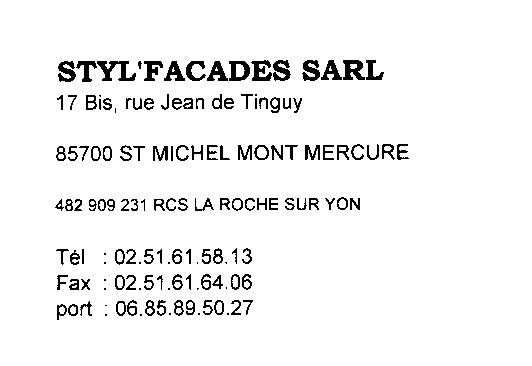 STYL'FACADES SARL
17 Bis, rue Jean de Tinguy
85700 ST MICHEL MONT MERCURE
482 909 231 RCS LA ROCHE SUR YON
Tél : 02.51.61.58.13
Fax : 02.51.61.64.06
port : 06.85.89.50.27